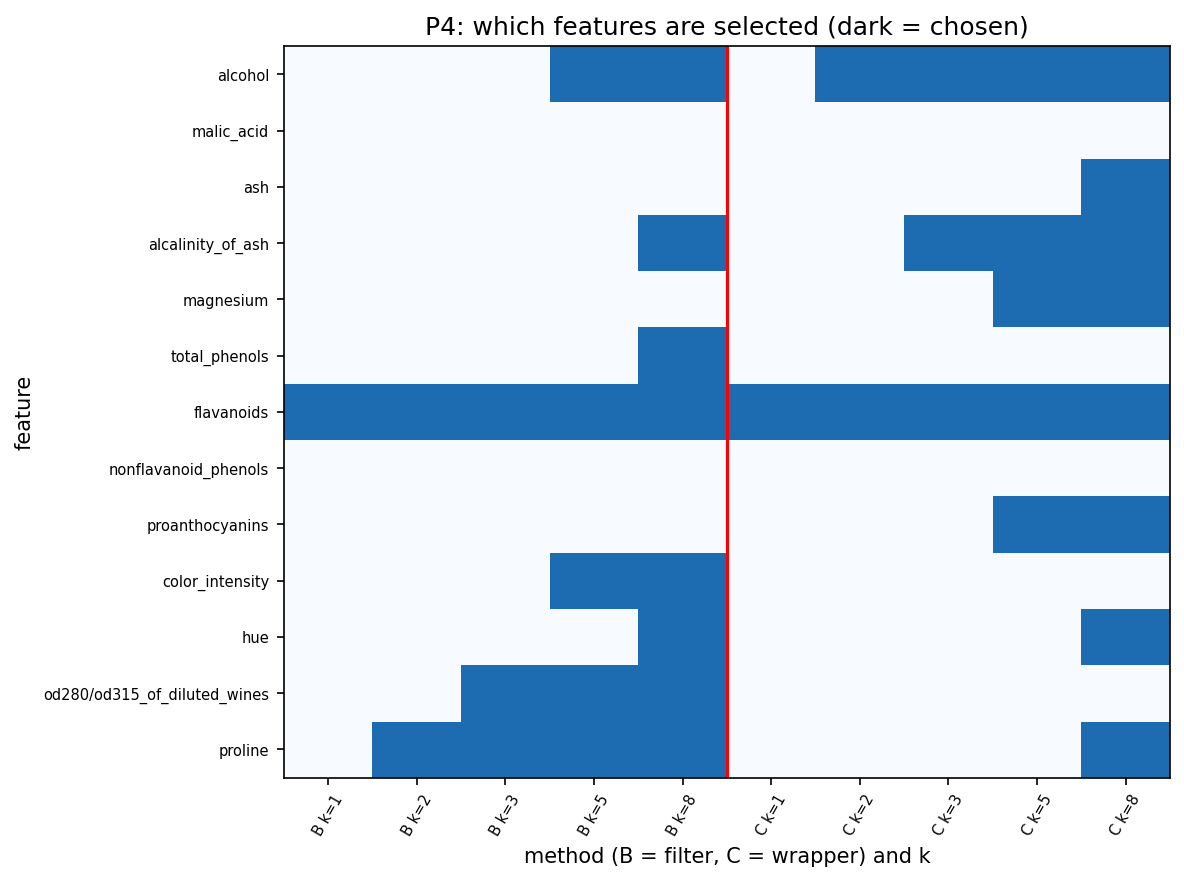 P4: which features are selected (dark = chosen)
feature
alcohol
malic_acid
ash
alcalinity_of_ash
magnesium
total_phenols
flavanoids
nonflavanoid_phenols
proanthocyanins
color_intensity
hue
od280/od315_of_diluted_wines
proline
B k=1
B k=2
B k=3
B k=5
B k=8
C k=1
C k=2
C k=3
C k=5
C k=8
method (B = filter, C = wrapper) and k